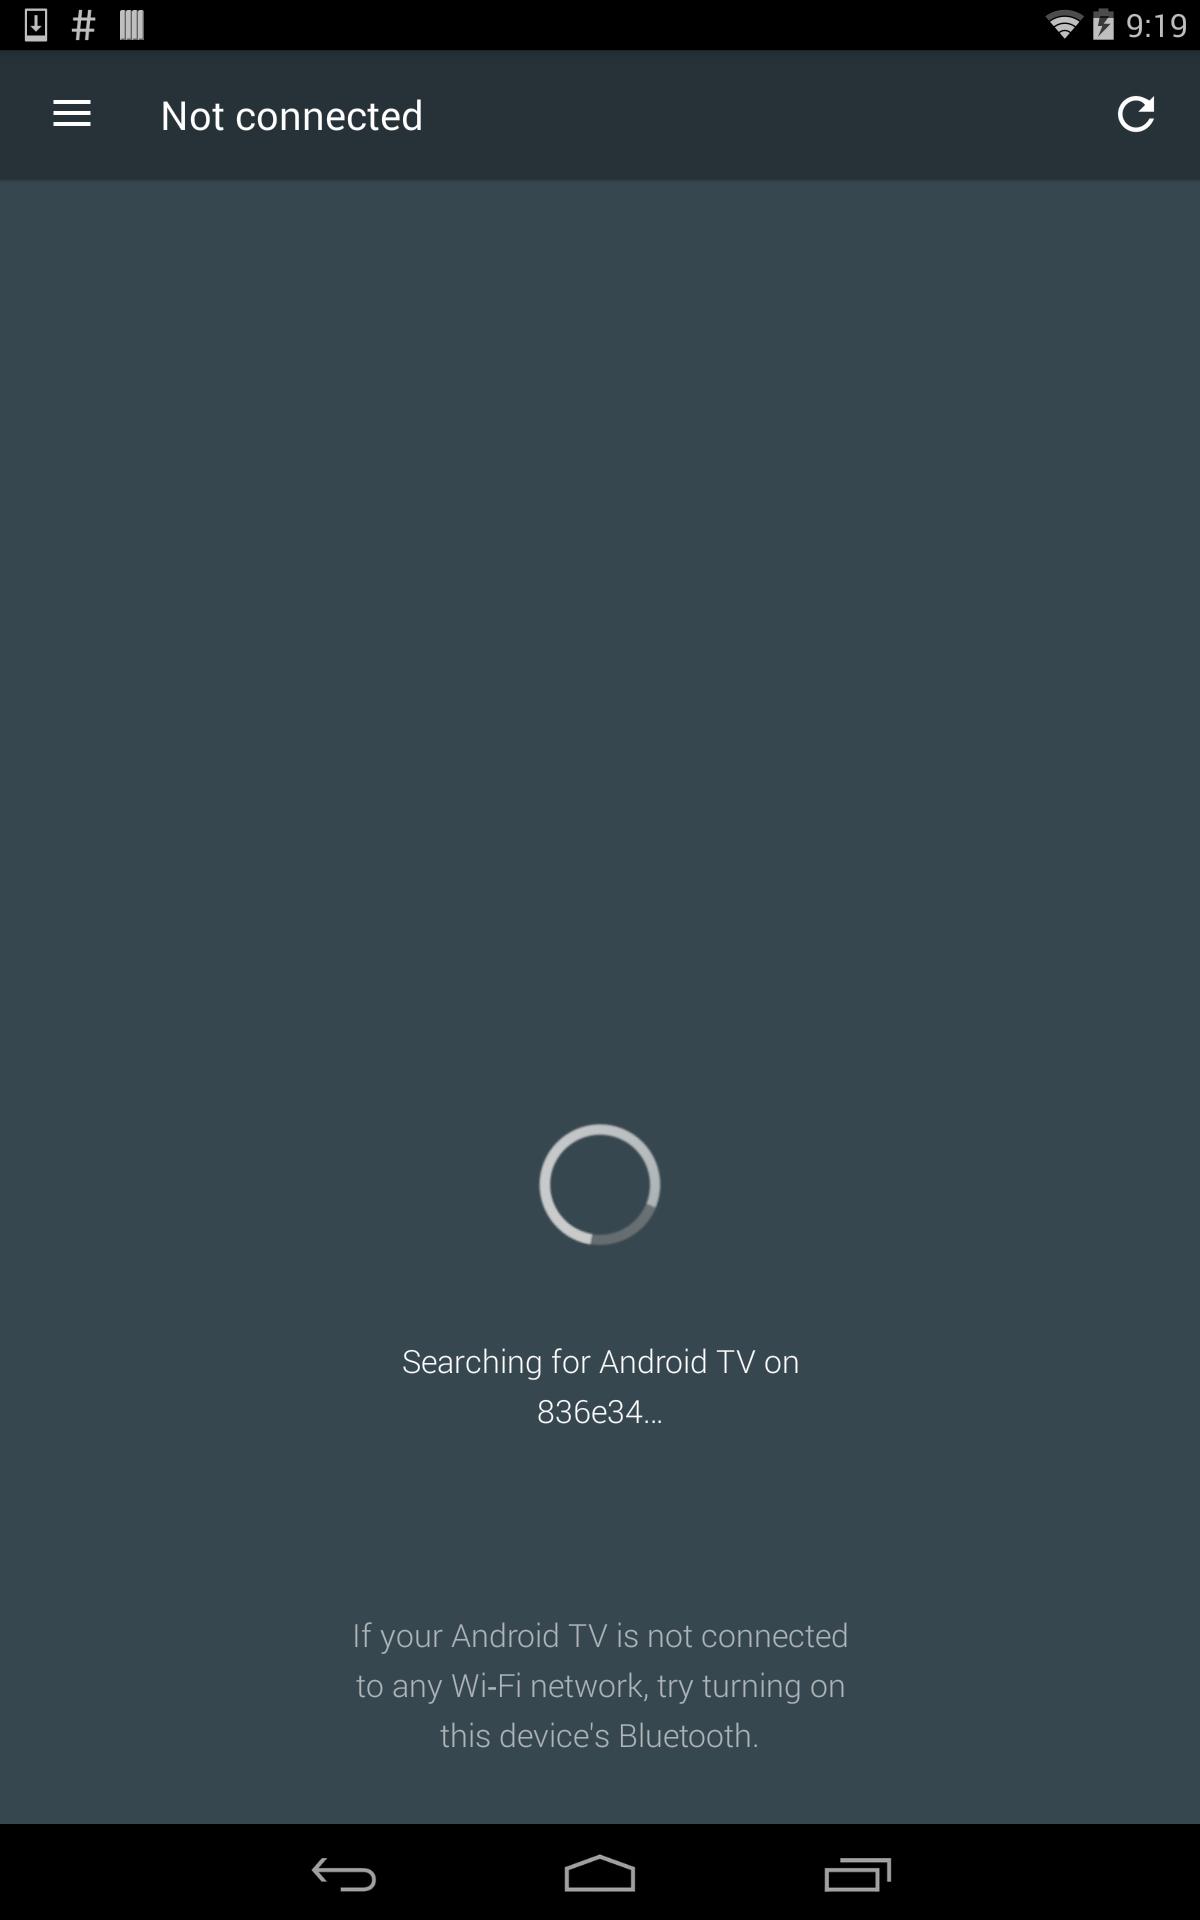 9:19
Not connected
Searching for Android TV on
836e34...
If your Android TV is not connected
to any Wi-Fi network, try turning on
this device's Bluetooth.